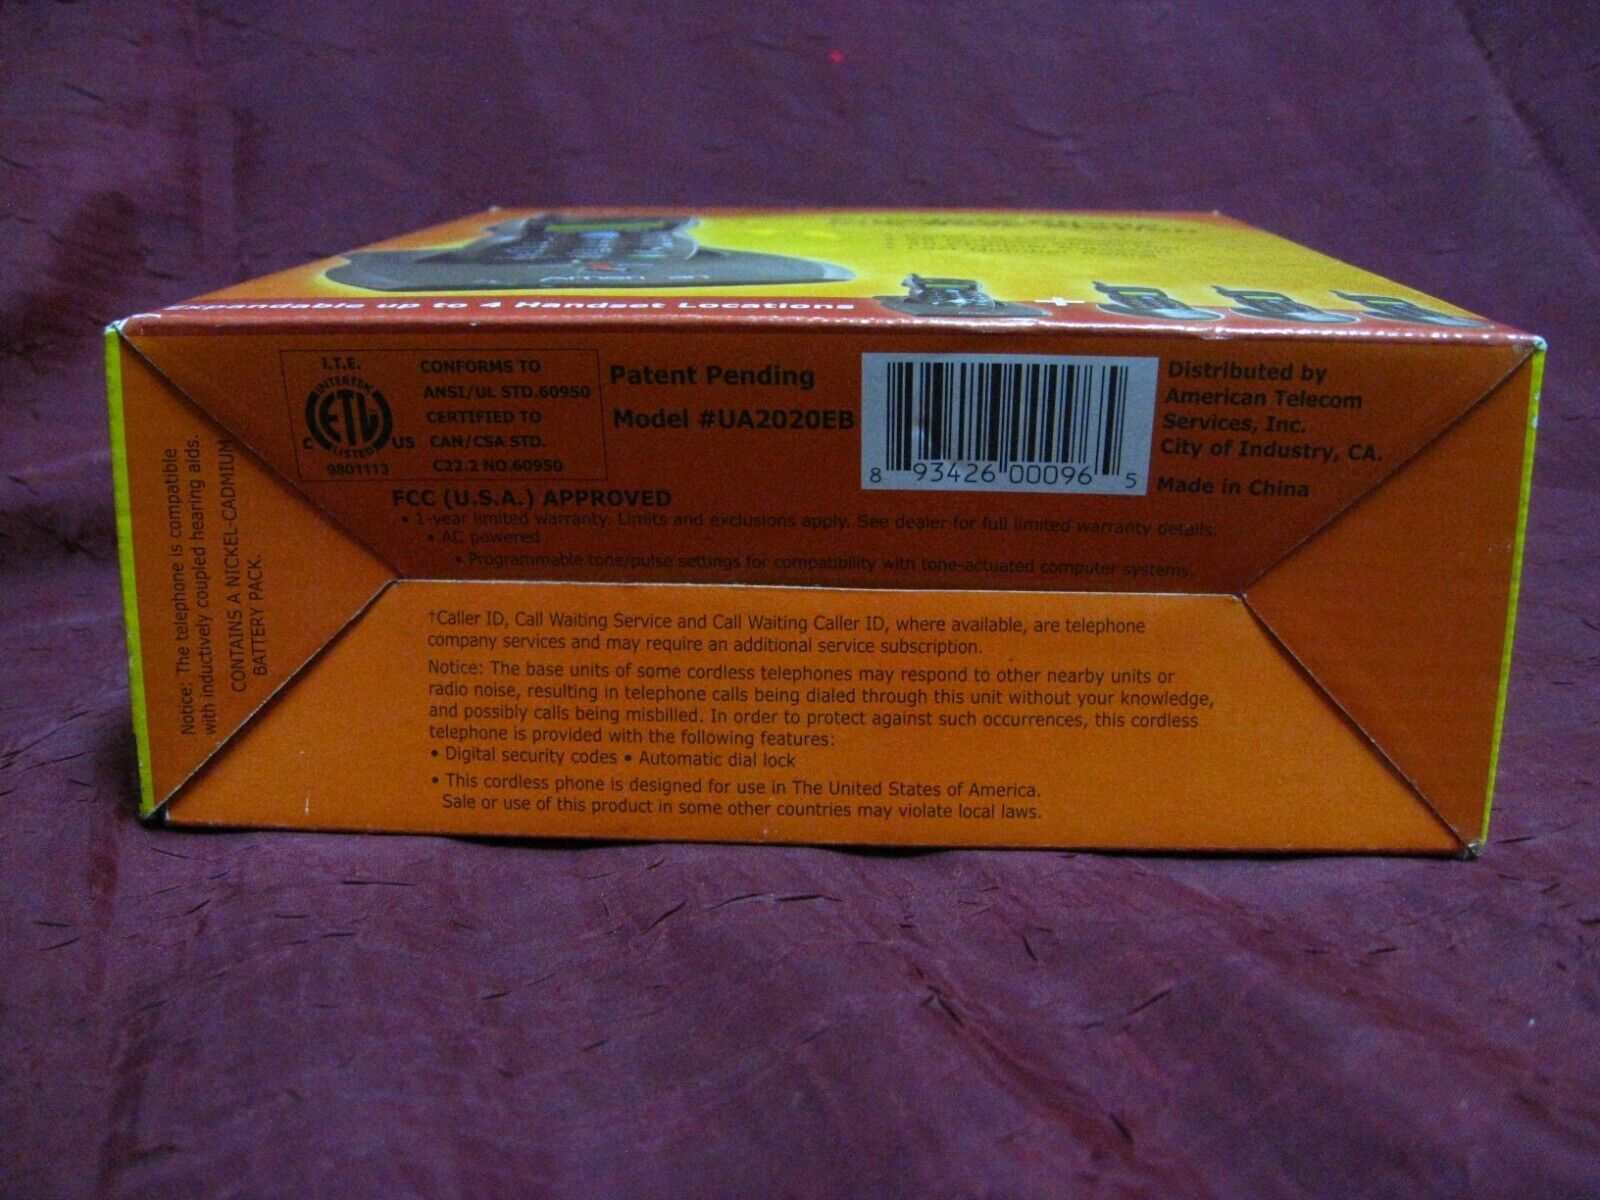 Expandable up to 4 Handset Locations
+
I.T.E.
INTERTEK
ETL
LISTED
C US
9801113
CONFORMS TO
ANSI/UL STD.60950
CERTIFIED TO
CAN/CSA STD.
C22.2 NO.60950
Patent Pending
Model #UA2020EB
8 93426 00096 5
Distributed by
American Telecom
Services, Inc.
City of Industry, CA.
Made in China
FCC (U.S.A.) APPROVED
• 1-year limited warranty. Limits and exclusions apply. See dealer for full limited warranty details.
• AC powered
• Programmable tone/pulse settings for compatibility with tone-actuated computer systems.
Notice: The telephone is compatible
with inductively coupled hearing aids.
CONTAINS A NICKEL-CADMIUM
BATTERY PACK.
†Caller ID, Call Waiting Service and Call Waiting Caller ID, where available, are telephone
company services and may require an additional service subscription.
Notice: The base units of some cordless telephones may respond to other nearby units or
radio noise, resulting in telephone calls being dialed through this unit without your knowledge,
and possibly calls being misbilled. In order to protect against such occurrences, this cordless
telephone is provided with the following features:
• Digital security codes • Automatic dial lock
• This cordless phone is designed for use in The United States of America.
Sale or use of this product in some other countries may violate local laws.